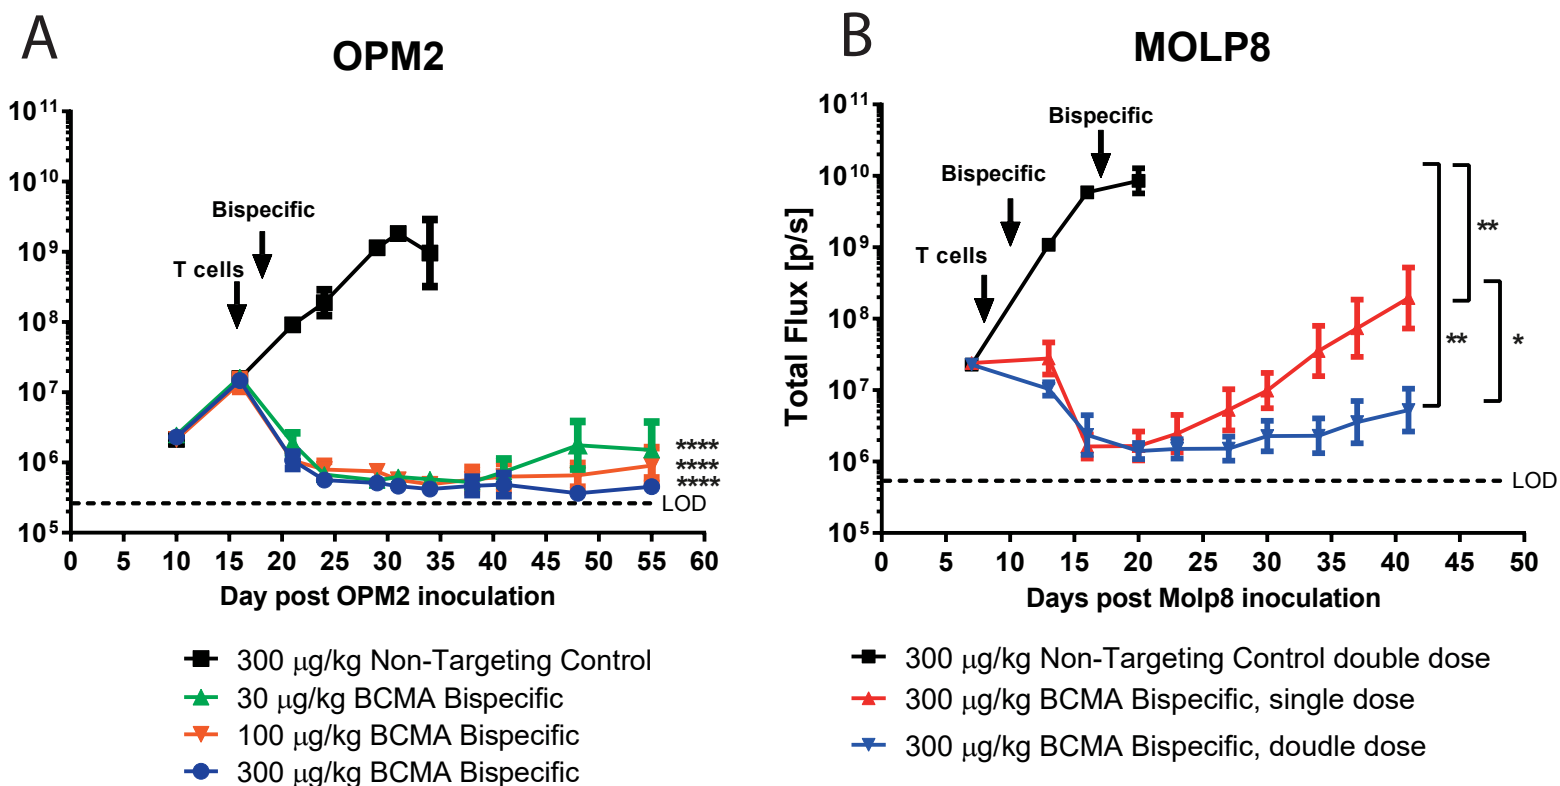 A
OPM2
10^11
10^10
10^9
10^8
10^7
10^6
10^5
Bispecific
T cells
****
****
****
LOD
0 5 10 15 20 25 30 35 40 45 50 55 60
Day post OPM2 inoculation
300 μg/kg Non-Targeting Control
30 μg/kg BCMA Bispecific
100 μg/kg BCMA Bispecific
300 μg/kg BCMA Bispecific
B
MOLP8
Total Flux [p/s]
10^11
10^10
10^9
10^8
10^7
10^6
10^5
Bispecific
Bispecific
T cells
**
**
*
LOD
0 5 10 15 20 25 30 35 40 45 50
Days post Molp8 inoculation
300 μg/kg Non-Targeting Control double dose
300 μg/kg BCMA Bispecific, single dose
300 μg/kg BCMA Bispecific, doudle dose